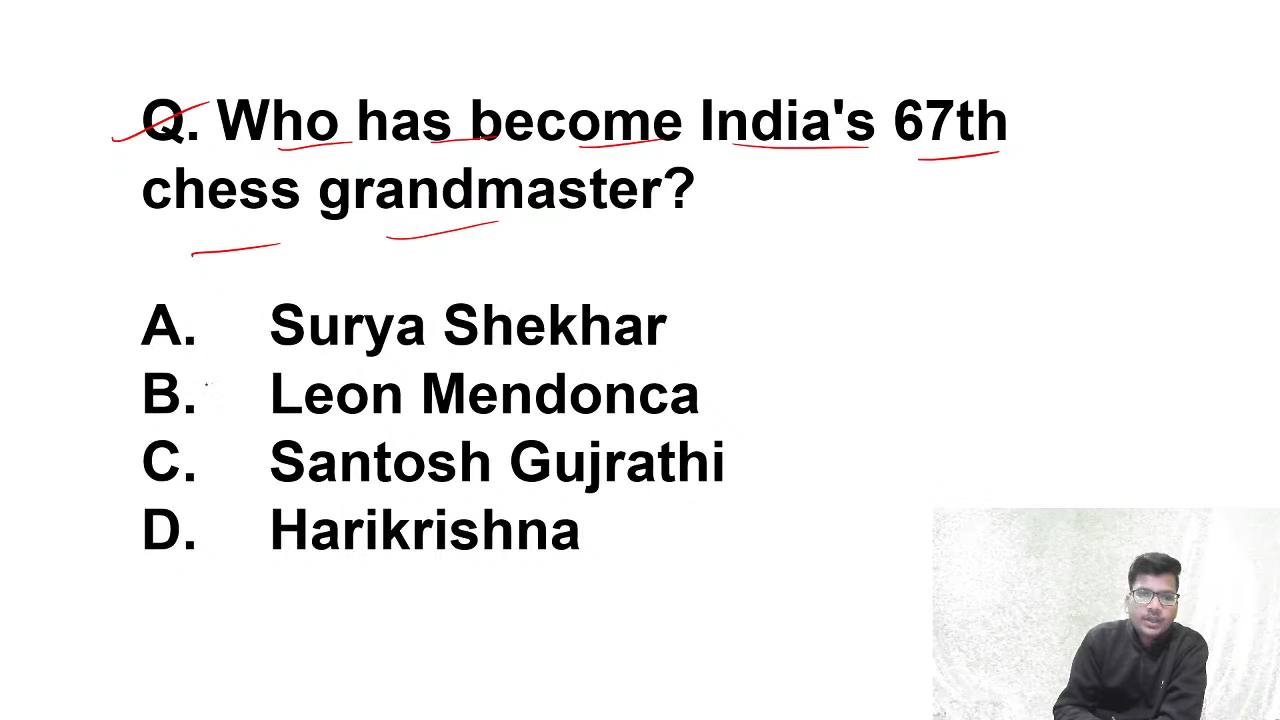 Q. Who has become India's 67th
chess grandmaster?
A. Surya Shekhar
B. Leon Mendonca
C. Santosh Gujrathi
D. Harikrishna